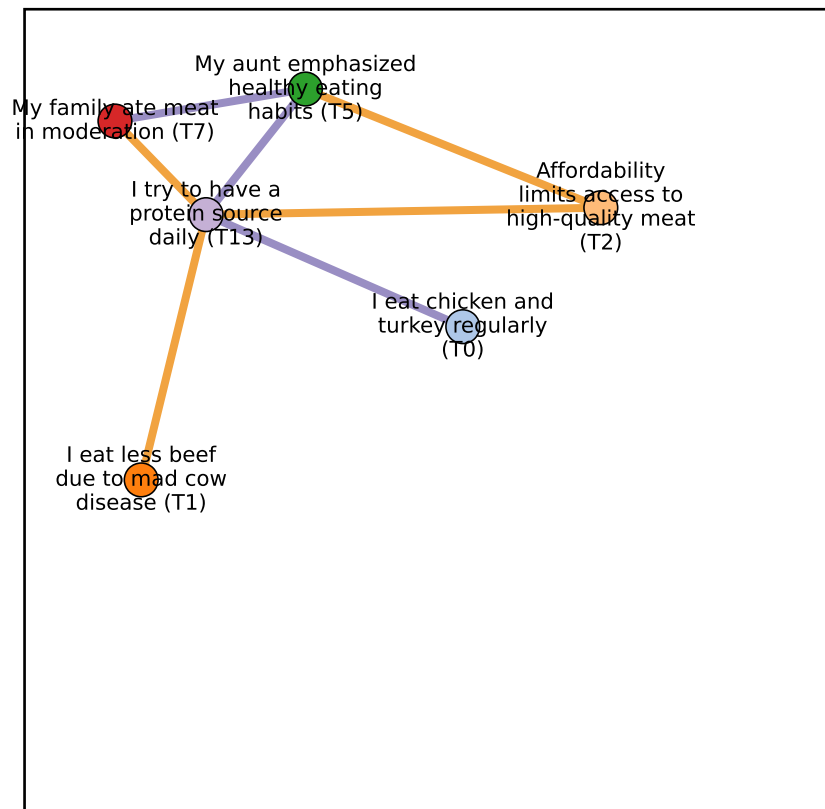 My aunt emphasized
healthy eating
habits (T5)
My family ate meat
in moderation (T7)
Affordability
limits access to
high-quality meat
(T2)
I try to have a
protein source
daily (T13)
I eat chicken and
turkey regularly
(T0)
I eat less beef
due to mad cow
disease (T1)